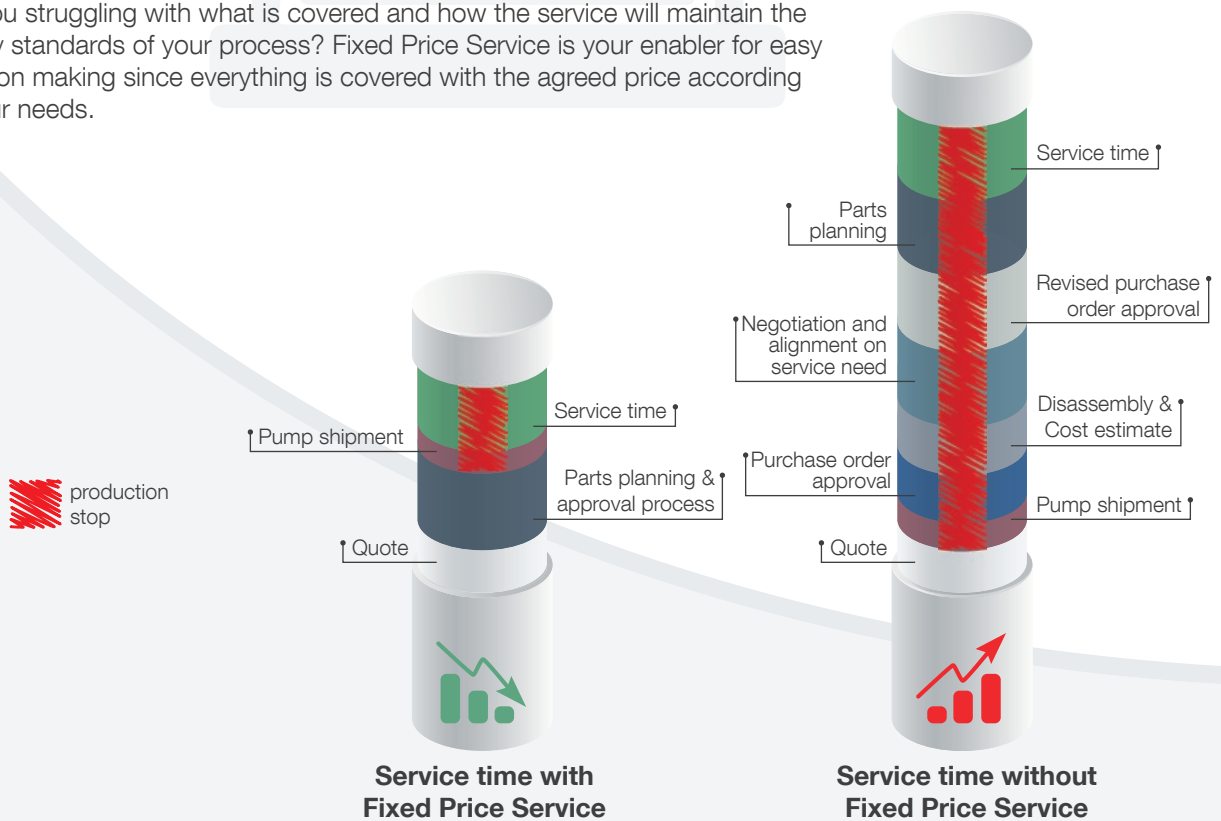 struggling with what is covered and how the service will maintain the
standards of your process? Fixed Price Service is your enabler for easy
making since everything is covered with the agreed price according
needs.
Service time
Parts
planning
Revised purchase
order approval
Negotiation and
alignment on
service need
Disassembly &
Cost estimate
Purchase order
approval
Pump shipment
Quote
Service time
Pump shipment
Parts planning &
approval process
Quote
production
stop
Service time with
Fixed Price Service
Service time without
Fixed Price Service